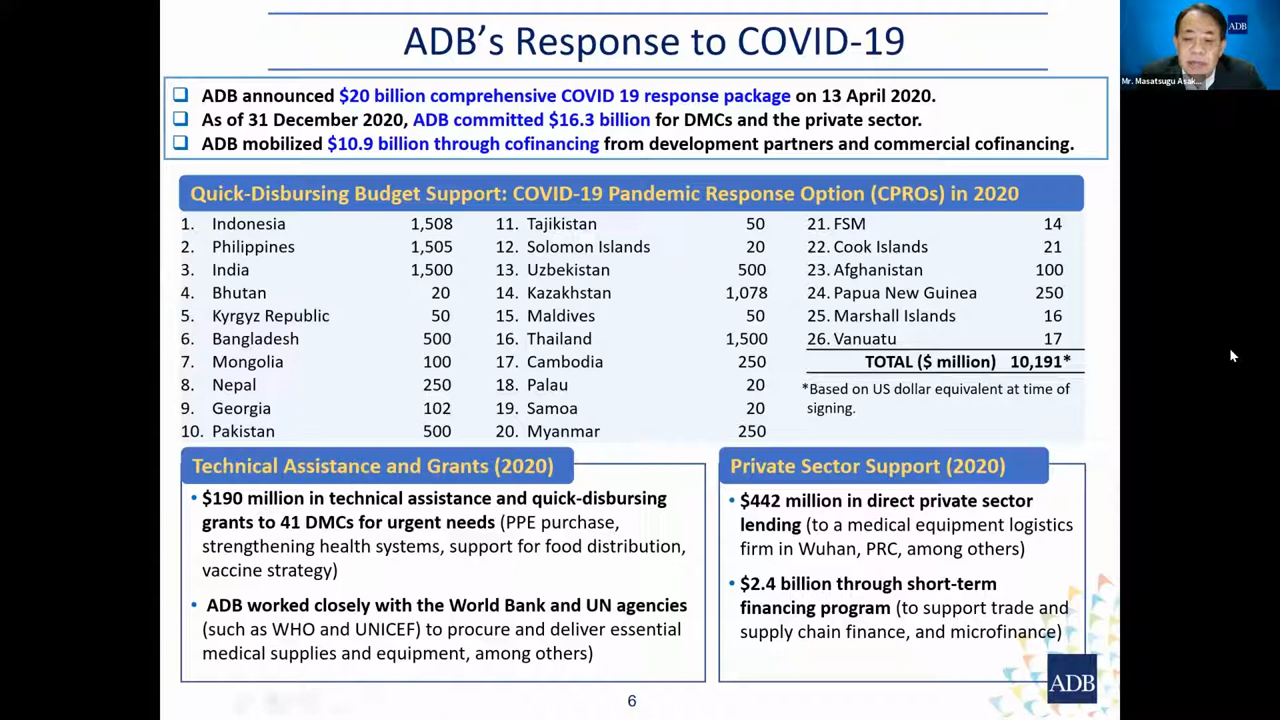 ADB's Response to COVID-19
ADB
Mr. Masatsugu Asak...
❑ ADB announced $20 billion comprehensive COVID 19 response package on 13 April 2020.
❑ As of 31 December 2020, ADB committed $16.3 billion for DMCs and the private sector.
❑ ADB mobilized $10.9 billion through cofinancing from development partners and commercial cofinancing.
Quick-Disbursing Budget Support: COVID-19 Pandemic Response Option (CPROs) in 2020
1. Indonesia 1,508
2. Philippines 1,505
3. India 1,500
4. Bhutan 20
5. Kyrgyz Republic 50
6. Bangladesh 500
7. Mongolia 100
8. Nepal 250
9. Georgia 102
10. Pakistan 500
11. Tajikistan 50
12. Solomon Islands 20
13. Uzbekistan 500
14. Kazakhstan 1,078
15. Maldives 50
16. Thailand 1,500
17. Cambodia 250
18. Palau 20
19. Samoa 20
20. Myanmar 250
21. FSM 14
22. Cook Islands 21
23. Afghanistan 100
24. Papua New Guinea 250
25. Marshall Islands 16
26. Vanuatu 17
TOTAL ($ million) 10,191*
*Based on US dollar equivalent at time of
signing.
Technical Assistance and Grants (2020)
• $190 million in technical assistance and quick-disbursing
grants to 41 DMCs for urgent needs (PPE purchase,
strengthening health systems, support for food distribution,
vaccine strategy)
• ADB worked closely with the World Bank and UN agencies
(such as WHO and UNICEF) to procure and deliver essential
medical supplies and equipment, among others)
Private Sector Support (2020)
• $442 million in direct private sector
lending (to a medical equipment logistics
firm in Wuhan, PRC, among others)
• $2.4 billion through short-term
financing program (to support trade and
supply chain finance, and microfinance)
ADB
6